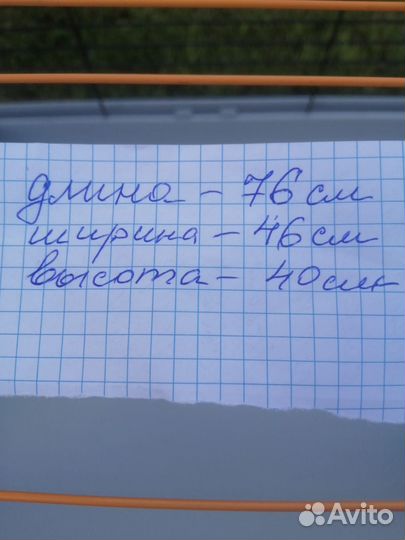 длина - 76 см
ширина - 46 см
высота - 40 см
Avito